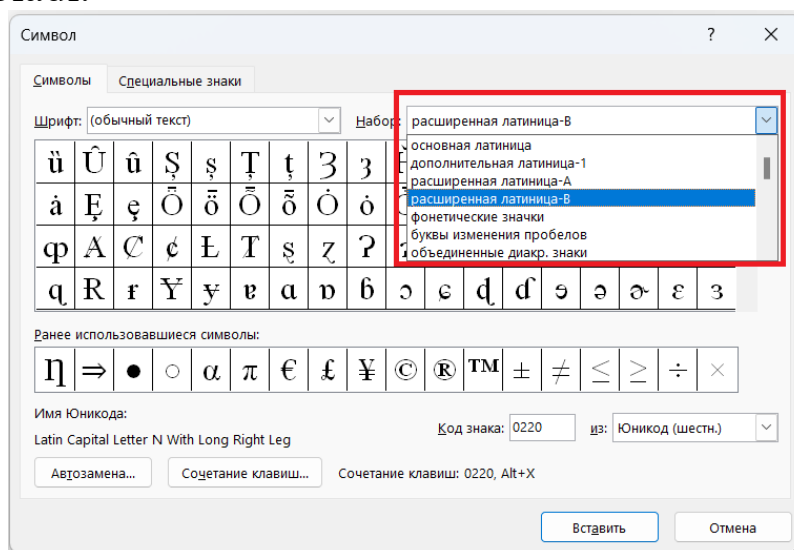 Символ ? ×
Символы Специальные знаки
Шрифт: (обычный текст) Набор: расширенная латиница-B
основная латиница
дополнительная латиница-1
расширенная латиница-A
расширенная латиница-B
фонетические значки
буквы изменения пробелов
объединенные диакр. знаки
ȕ Û û Ș ș Ț ț Ȝ ȝ
ȧ Ȩ ȩ Ȫ ȫ Ȭ ȭ Ȯ ȯ
ȹ Ⱥ Ȼ ȼ Ƚ Ⱦ ȿ ɀ Ɂ
ɋ Ɍ ɍ Ɏ ɏ ɐ ɑ ɒ ɓ ɔ ɕ ɖ ɗ ɘ ə ɚ ɛ ɜ
Ранее использовавшиеся символы:
Ƞ ⇒ ● ○ α π € £ ¥ © ® ™ ± ≠ ≤ ≥ ÷ ×
Имя Юникода:
Latin Capital Letter N With Long Right Leg
Код знака: 0220 из: Юникод (шестн.)
Автозамена... Сочетание клавиш... Сочетание клавиш: 0220, Alt+X
Вставить Отмена